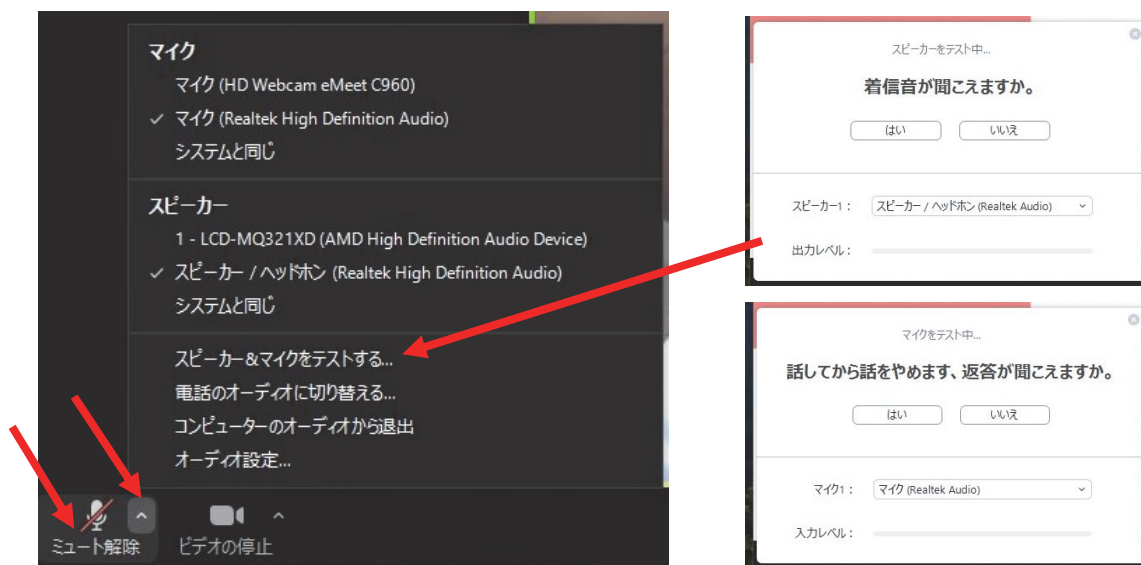 マイク
マイク (HD Webcam eMeet C960)
✓ マイク (Realtek High Definition Audio)
システムと同じ
スピーカー
1 - LCD-MQ321XD (AMD High Definition Audio Device)
✓ スピーカー / ヘッドホン (Realtek High Definition Audio)
システムと同じ
スピーカー&マイクをテストする...
電話のオーディオに切り替える...
コンピューターのオーディオから退出
オーディオ設定...
ミュート解除
ビデオの停止
スピーカーをテスト中...
着信音が聞こえますか。
はい いいえ
スピーカー1： スピーカー / ヘッドホン (Realtek Audio)
出力レベル：
マイクをテスト中...
話してから話をやめます、返答が聞こえますか。
はい いいえ
マイク1： マイク (Realtek Audio)
入力レベル：